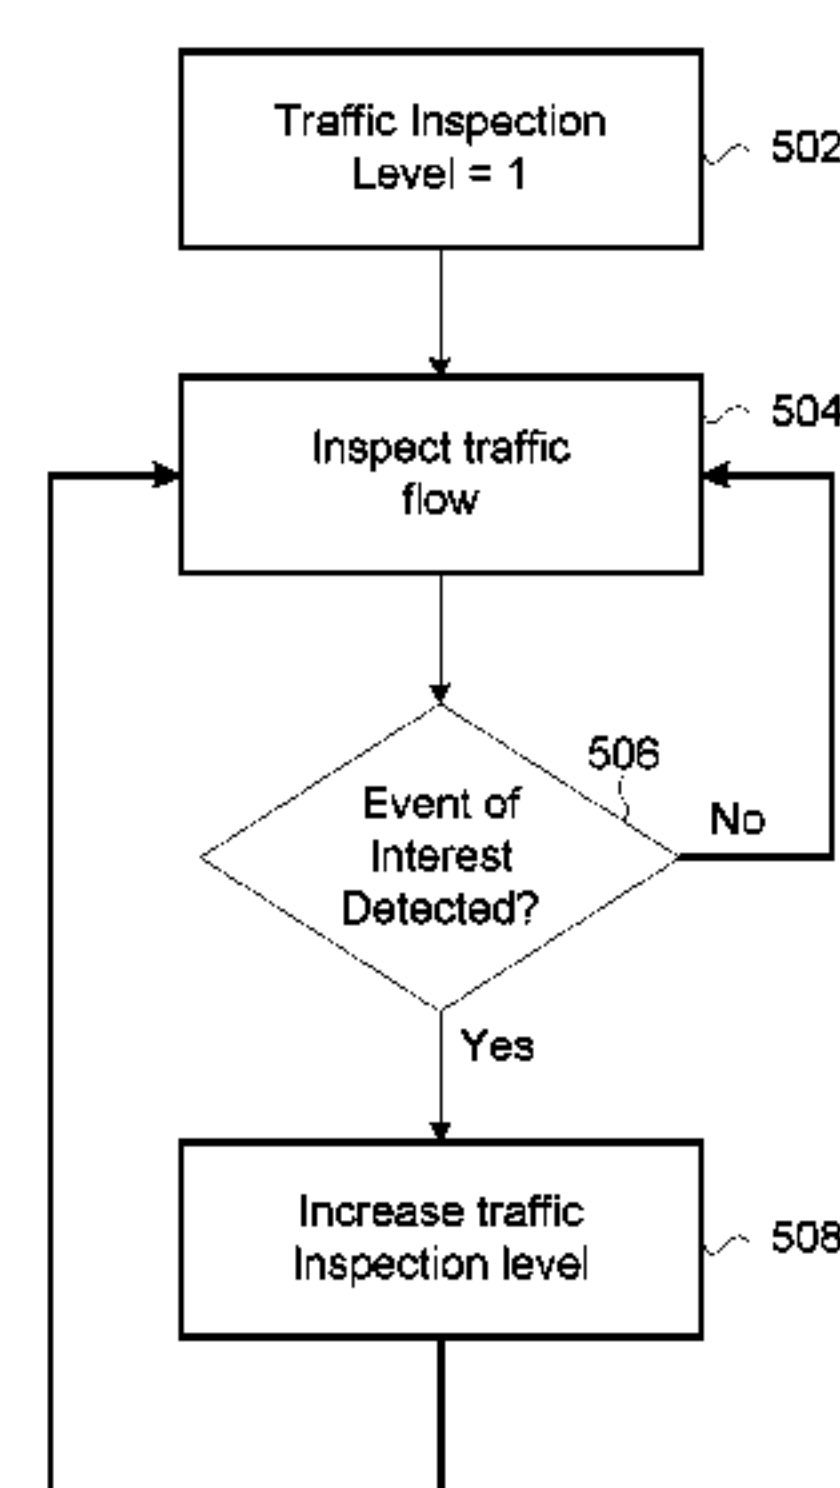 Traffic Inspection
Level = 1
502
Inspect traffic
flow
504
506
Event of
Interest
Detected?
No
Yes
Increase traffic
Inspection level
508